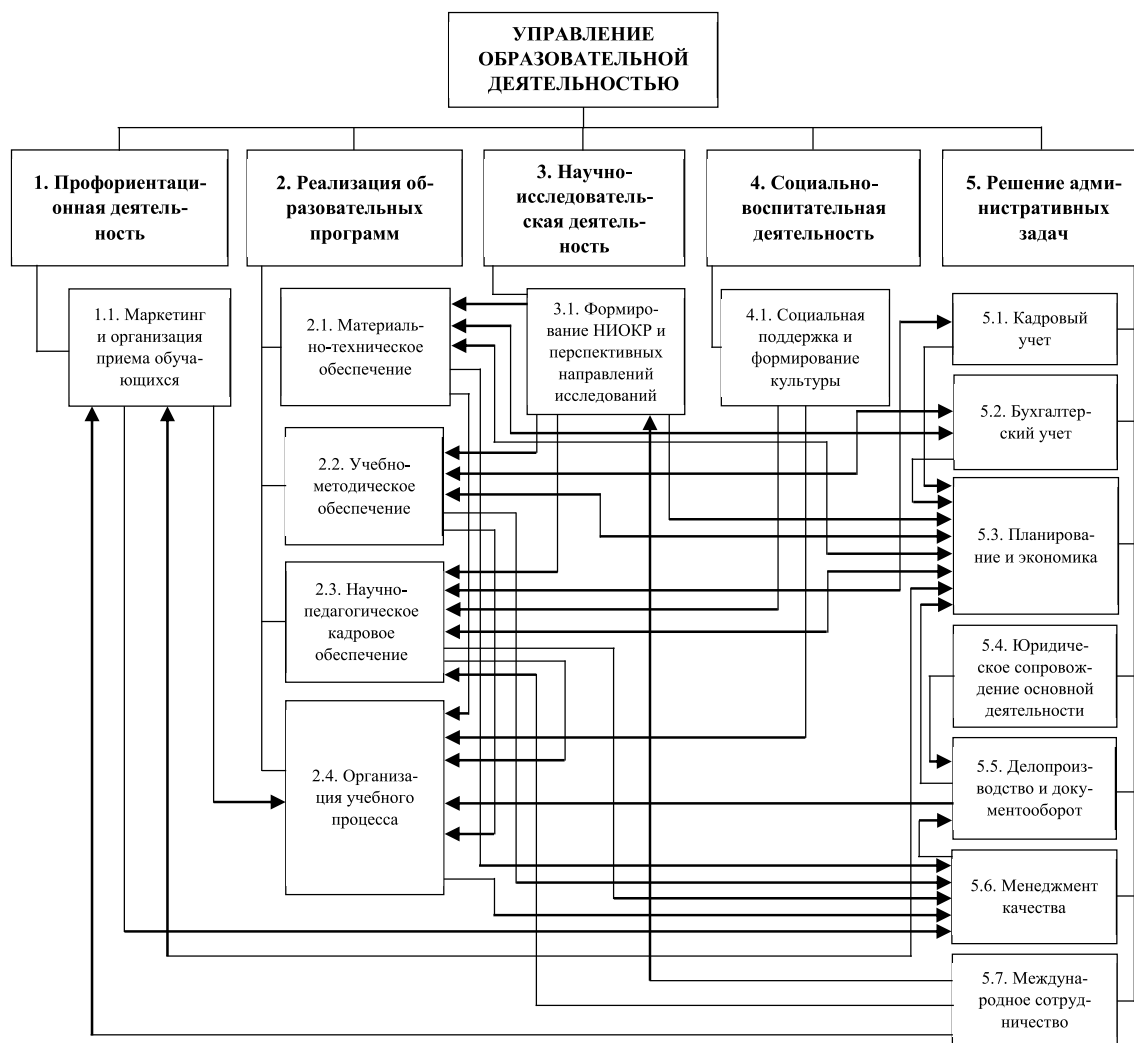 УПРАВЛЕНИЕ
ОБРАЗОВАТЕЛЬНОЙ
ДЕЯТЕЛЬНОСТЬЮ
1. Профориентаци-
онная деятель-
ность
2. Реализация об-
разовательных
программ
3. Научно-
исследователь-
ская деятель-
ность
4. Социально-
воспитательная
деятельность
5. Решение адми-
нистративных
задач
1.1. Маркетинг
и организация
приема обуча-
ющихся
2.1. Материаль-
но-техническое
обеспечение
2.2. Учебно-
методическое
обеспечение
2.3. Научно-
педагогическое
кадровое
обеспечение
2.4. Организа-
ция учебного
процесса
3.1. Формиро-
вание НИОКР и
перспективных
направлений
исследований
4.1. Социальная
поддержка и
формирование
культуры
5.1. Кадровый
учет
5.2. Бухгалтер-
ский учет
5.3. Планирова-
ние и экономика
5.4. Юридиче-
ское сопровож-
дение основной
деятельности
5.5. Делопроиз-
водство и доку-
ментооборот
5.6. Менеджмент
качества
5.7. Междуна-
родное сотруд-
ничество